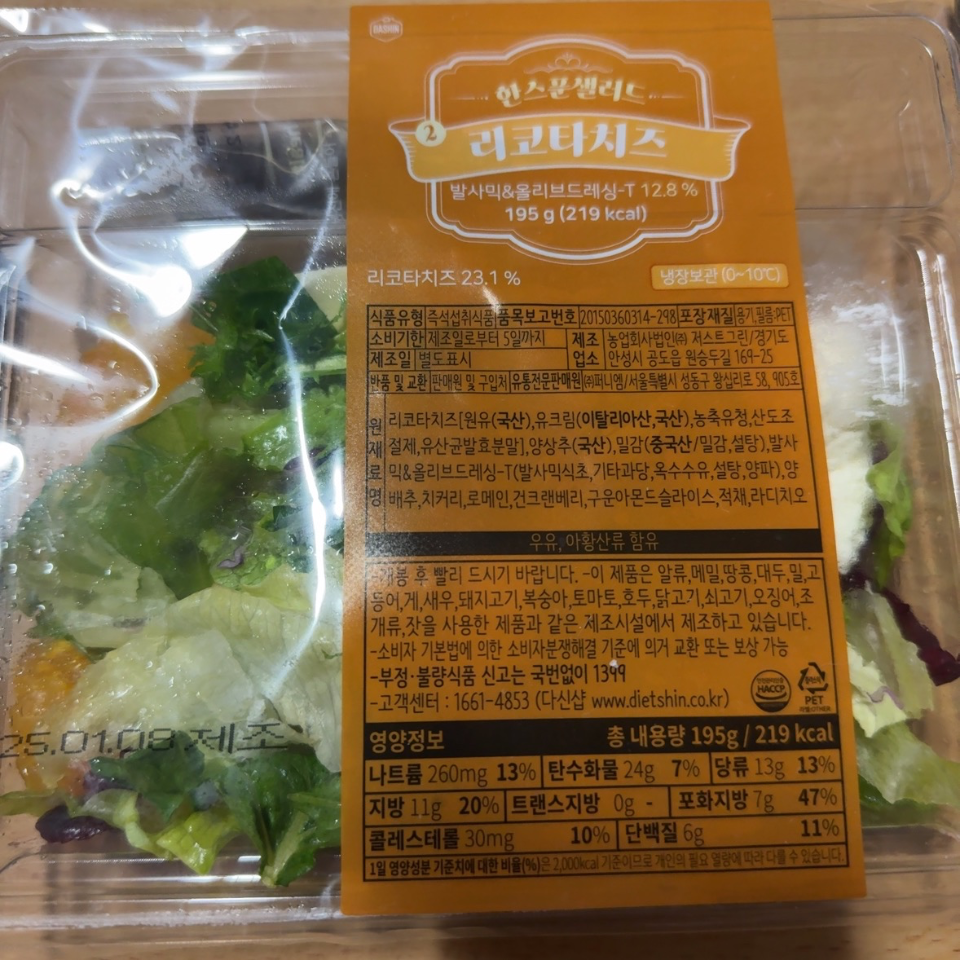 DASHIN
한스푼샐러드
2 리코타치즈
발사믹&올리브드레싱-T 12.8 %
195 g (219 kcal)
리코타치즈 23.1 %
냉장보관 (0~10℃)
식품유형 즉석섭취식품 품목보고번호 20150360314-298 포장재질 용기,필름:PET
소비기한 제조일로부터 5일까지
제조일 별도표시
제조업소 농업회사법인㈜ 저스트그린/경기도
안성시 공도읍 원승두길 169-25
반품 및 교환 판매원 및 구입처 유통전문판매원 ㈜퍼니엠/서울특별시 성동구 왕십리로 58, 905호
원재료명
리코타치즈[원유(국산),유크림(이탈리아산,국산),농축유청,산도조
절제,유산균발효분말],양상추(국산),밀감(중국산/밀감,설탕),발사
믹&올리브드레싱-T(발사믹식초,기타과당,옥수수유,설탕,양파),양
배추,치커리,로메인,건크랜베리,구운아몬드슬라이스,적채,라디치오
우유, 아황산류 함유
-개봉 후 빨리 드시기 바랍니다. -이 제품은 알류,메밀,땅콩,대두,밀,고
등어,게,새우,돼지고기,복숭아,토마토,호두,닭고기,쇠고기,오징어,조
개류,잣을 사용한 제품과 같은 제조시설에서 제조하고 있습니다.
-소비자 기본법에 의한 소비자분쟁해결 기준에 의거 교환 또는 보상 가능
-부정·불량식품 신고는 국번없이 1399
-고객센터 : 1661-4853 (다신샵 www.dietshin.co.kr)
HACCP
PET
영양정보 총 내용량 195g / 219 kcal
나트륨 260mg 13% 탄수화물 24g 7% 당류 13g 13%
지방 11g 20% 트랜스지방 0g - 포화지방 7g 47%
콜레스테롤 30mg 10% 단백질 6g 11%
1일 영양성분 기준치에 대한 비율(%)은 2,000kcal 기준이므로 개인의 필요 열량에 따라 다를 수 있습니다.
25.01.08 제조